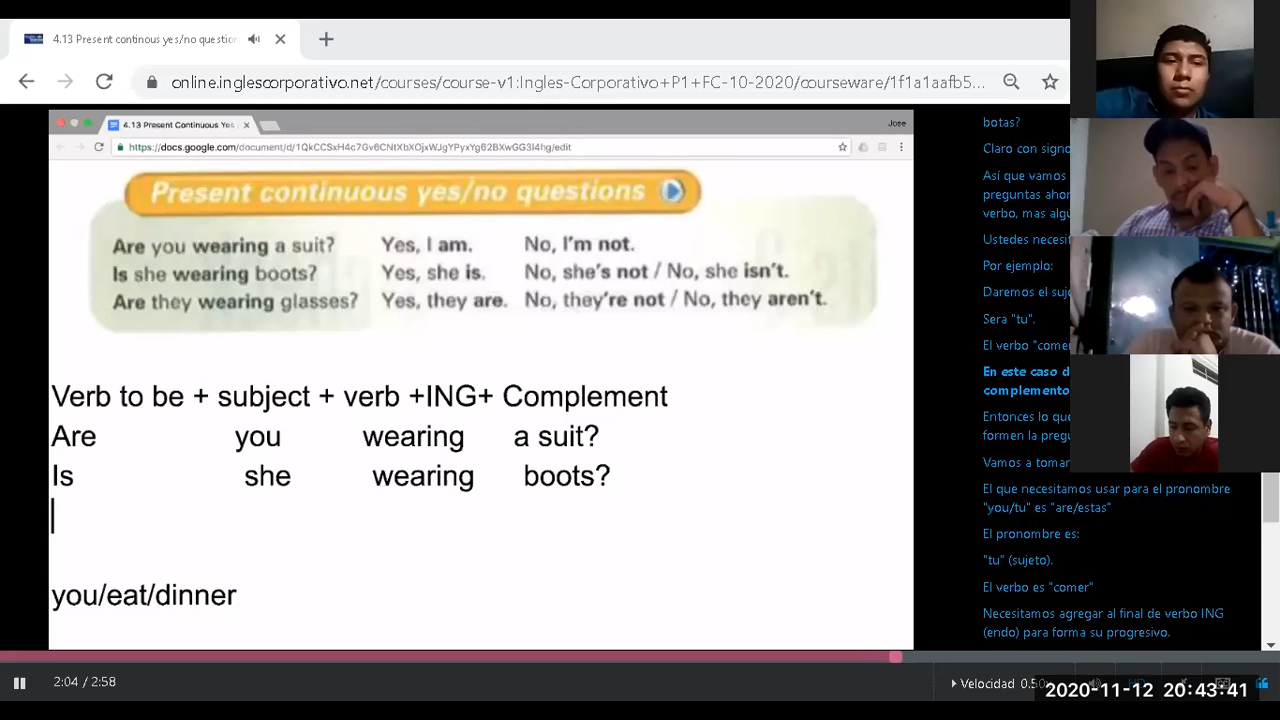 4.13 Present continous yes/no question
online.inglescorporativo.net/courses/course-v1:Ingles-Corporativo+P1+FC-10-2020/courseware/1f1a1aafb5...
4.13 Present Continuous Yes
Jose
https://docs.google.com/document/d/1QkCCSxH4c7Gv6CNtXbXOjxWJgYPyxYg62BXwGG3I4hg/edit
Present continuous yes/no questions
Are you wearing a suit? Yes, I am. No, I'm not.
Is she wearing boots? Yes, she is. No, she's not / No, she isn't.
Are they wearing glasses? Yes, they are. No, they're not / No, they aren't.
Verb to be + subject + verb +ING+ Complement
Are you wearing a suit?
Is she wearing boots?
you/eat/dinner
botas?
Claro con signo
Así que vamos
preguntas ahor
verbo, mas algu
Ustedes necesit
Por ejemplo:
Daremos el suje
Sera "tu".
El verbo "come
En este caso d
complemento
Entonces lo que
formen la pregu
Vamos a tomar
El que necesitamos usar para el pronombre
"you/tu" es "are/estas"
El pronombre es:
"tu" (sujeto).
El verbo es "comer"
Necesitamos agregar al final de verbo ING
(endo) para forma su progresivo.
2:04 / 2:58
Velocidad 0.50x
HD
2020-11-12 20:43:41